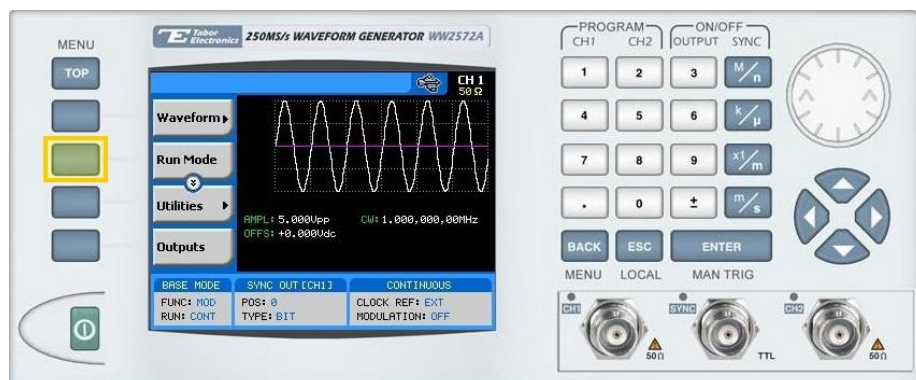 MENU
TOP
Tabor Electronics 250MS/s WAVEFORM GENERATOR WW2572A
CH 1
50 Ω
Waveform
Run Mode
Utilities
Outputs
AMPL: 5.000Vpp
OFFS: +0.000Vdc
CW: 1.000,000,00MHz
BASE MODE
FUNC: MOD
RUN: CONT
SYNC OUT [CH1]
POS: 0
TYPE: BIT
CONTINUOUS
CLOCK REF: EXT
MODULATION: OFF
PROGRAM
CH1 CH2
ON/OFF
OUTPUT SYNC
1 2 3 M/n
4 5 6 k/µ
7 8 9 x1/m
. 0 ± m/s
BACK ESC ENTER
MENU LOCAL MAN TRIG
CH1 SYNC CH2
50Ω TTL 50Ω